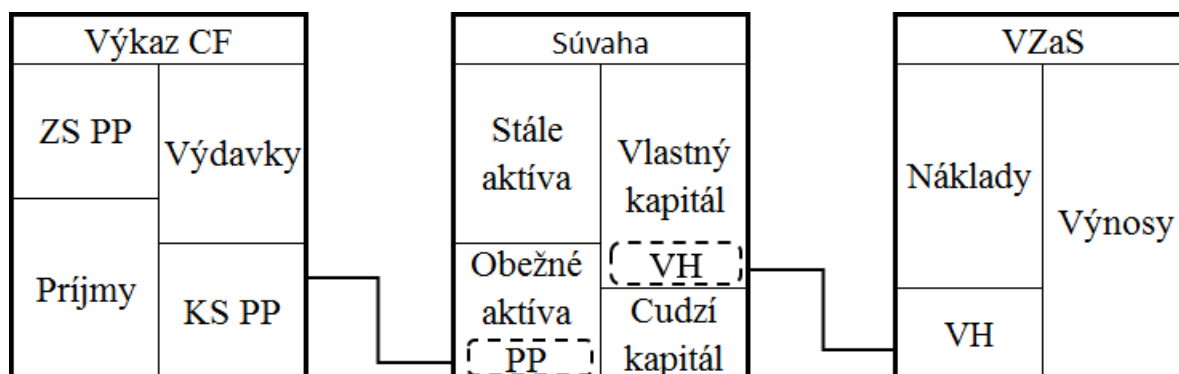 Výkaz CF
ZS PP
Výdavky
Príjmy
KS PP
Súvaha
Stále
aktíva
Vlastný
kapitál
VH
Obežné
aktíva
PP
Cudzí
kapitál
VZaS
Náklady
Výnosy
VH